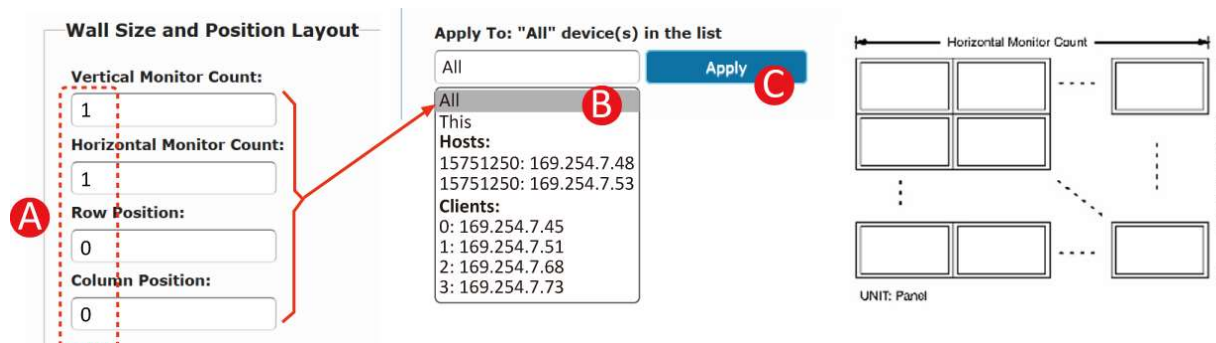 Wall Size and Position Layout
Vertical Monitor Count:
1
Horizontal Monitor Count:
1
Row Position:
0
Column Position:
0
A
Apply To: "All" device(s) in the list
All
Apply
C
All
B
This
Hosts:
15751250: 169.254.7.48
15751250: 169.254.7.53
Clients:
0: 169.254.7.45
1: 169.254.7.51
2: 169.254.7.68
3: 169.254.7.73
Horizontal Monitor Count
UNIT: Panel